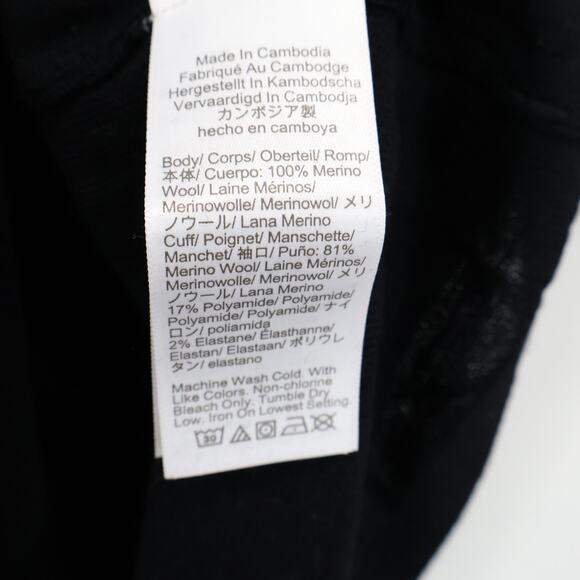 Made In Cambodia
Fabriqué Au Cambodge
Hergestellt In Kambodscha
Vervaardigd In Cambodja
カンボジア製
hecho en camboya
Body/ Corps/ Oberteil/ Romp/
本体/ Cuerpo: 100% Merino
Wool/ Laine Mérinos/
Merinowolle/ Merinowol/ メリ
ノウール/ Lana Merino
Cuff/ Poignet/ Manschette/
Manchet/ 袖口/ Puño: 81%
Merino Wool/ Laine Mérinos/
Merinowolle/ Merinowol/ メリ
ノウール/ Lana Merino
17% Polyamide/ Polyamide/
Polyamide/ Polyamide/ ナイ
ロン/ poliamida
2% Elastane/ Élasthanne/
Elastan/ Elastaan/ ポリウレ
タン/ elastano
Machine Wash Cold. With
Like Colors. Non-chlorine
Bleach Only. Tumble Dry
Low. Iron On Lowest Setting.
30